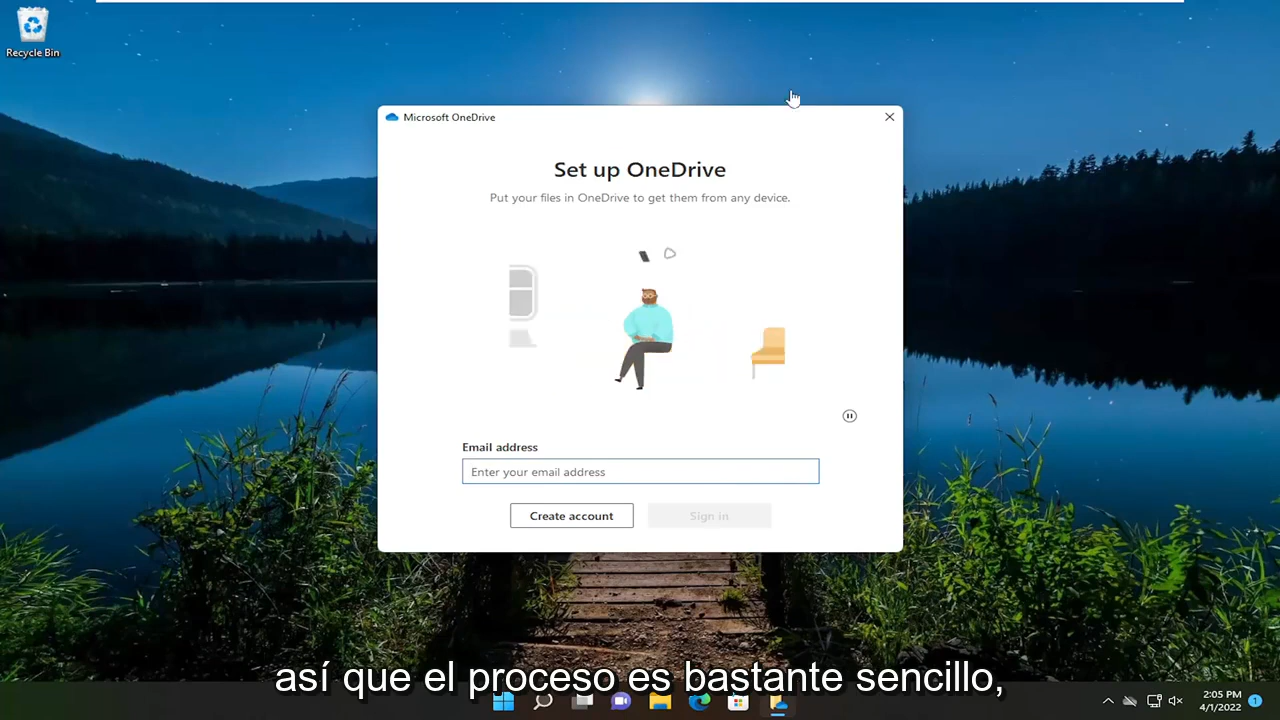 Recycle Bin
Microsoft OneDrive
Set up OneDrive
Put your files in OneDrive to get them from any device.
Email address
Enter your email address
Create account
Sign in
así que el proceso es bastante sencillo,
2:05 PM
4/1/2022
1